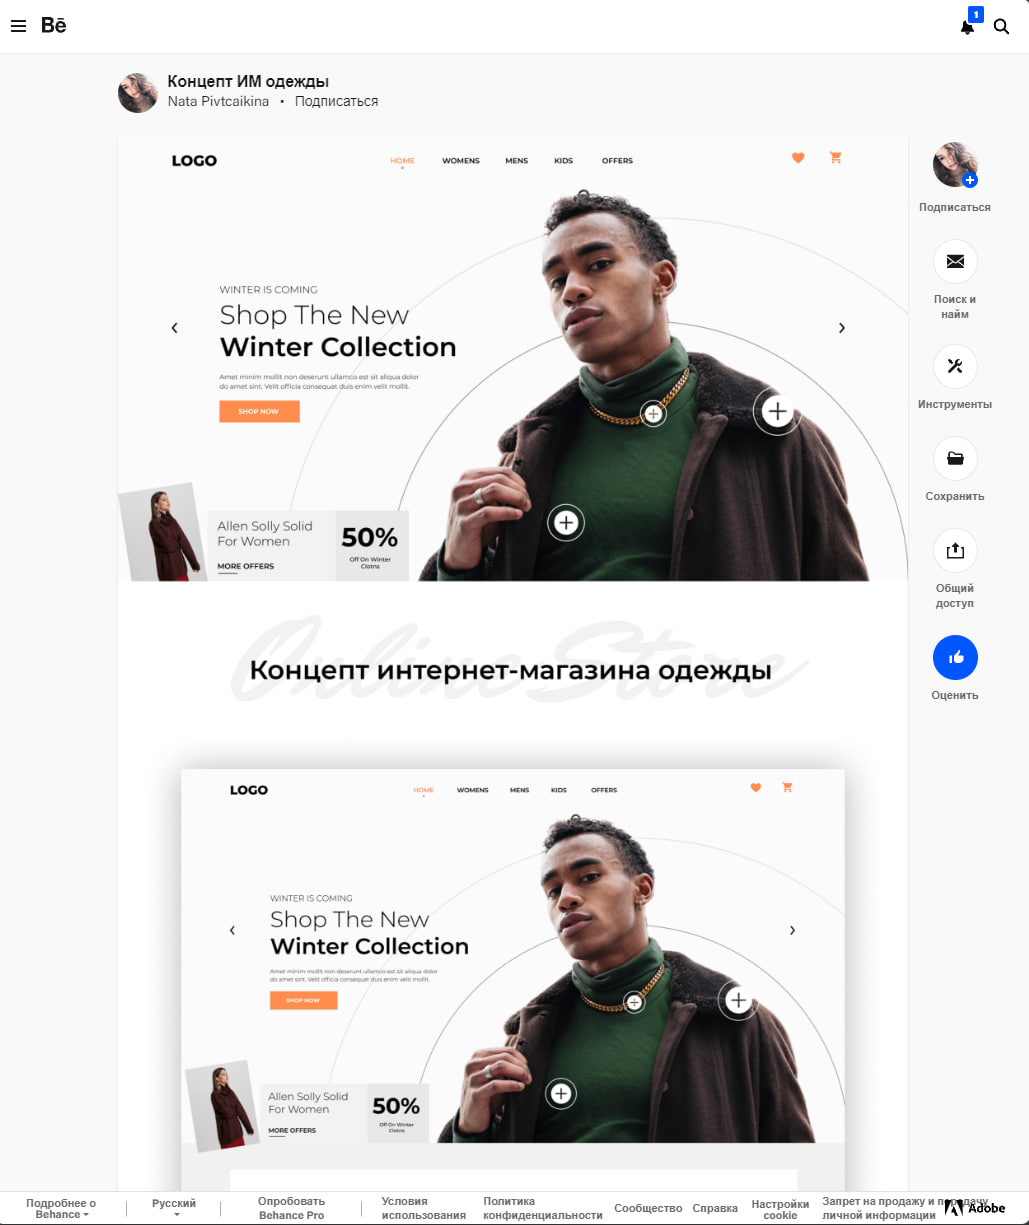 Bē
1
Концепт ИМ одежды
Nata Pivtcaikina • Подписаться
LOGO
HOME
WOMENS
MENS
KIDS
OFFERS
WINTER IS COMING
Shop The New
Winter Collection
Amet minim mollit non deserunt ullamco est sit aliqua dolor
do amet sint. Velit officia consequat duis enim velit mollit.
SHOP NOW
Allen Solly Solid
For Women
MORE OFFERS
50%
Off On Winter
Clotns
Подписаться
Поиск и
найм
Инструменты
Сохранить
Общий
доступ
Оценить
Online Store
Концепт интернет-магазина одежды
LOGO
HOME
WOMENS
MENS
KIDS
OFFERS
WINTER IS COMING
Shop The New
Winter Collection
Amet minim mollit non deserunt ullamco est sit aliqua dolor
do amet sint. Velit officia consequat duis enim velit mollit.
SHOP NOW
Allen Solly Solid
For Women
MORE OFFERS
50%
Off On Winter
Clotns
Подробнее о
Behance
Русский
Опробовать
Behance Pro
Условия
использования
Политика
конфиденциальности
Сообщество
Справка
Настройки
cookie
Запрет на продажу и передачу
личной информации
Adobe